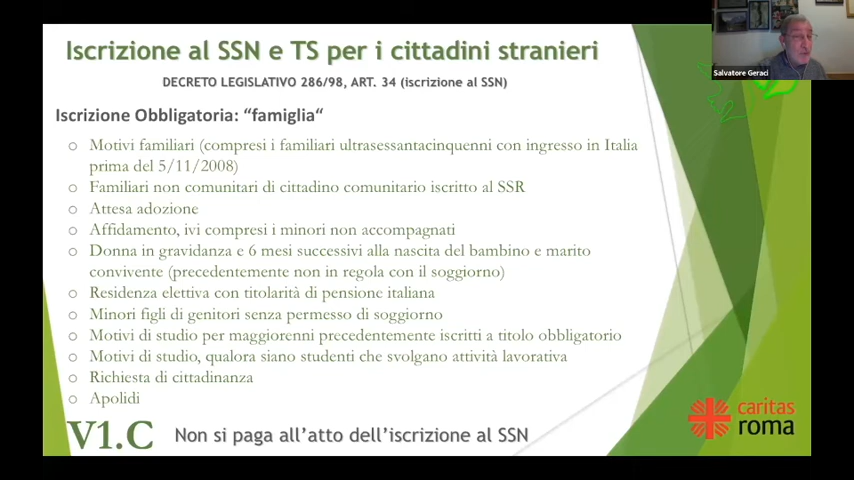 Iscrizione al SSN e TS per i cittadini stranieri
Salvatore Geraci
DECRETO LEGISLATIVO 286/98, ART. 34 (iscrizione al SSN)
Iscrizione Obbligatoria: “famiglia“
Motivi familiari (compresi i familiari ultrasessantacinquenni con ingresso in Italia
prima del 5/11/2008)
Familiari non comunitari di cittadino comunitario iscritto al SSR
Attesa adozione
Affidamento, ivi compresi i minori non accompagnati
Donna in gravidanza e 6 mesi successivi alla nascita del bambino e marito
convivente (precedentemente non in regola con il soggiorno)
Residenza elettiva con titolarità di pensione italiana
Minori figli di genitori senza permesso di soggiorno
Motivi di studio per maggiorenni precedentemente iscritti a titolo obbligatorio
Motivi di studio, qualora siano studenti che svolgano attività lavorativa
Richiesta di cittadinanza
Apolidi
V1.C Non si paga all’atto dell’iscrizione al SSN
caritas
roma